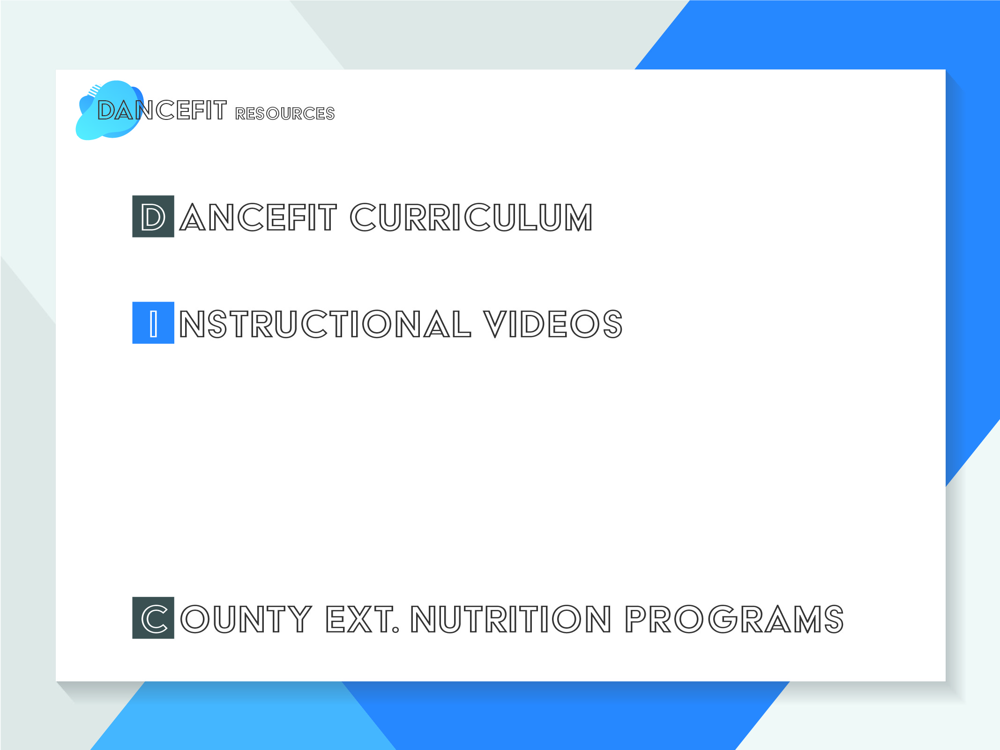 DANCEFIT RESOURCES
DANCEFIT CURRICULUM
INSTRUCTIONAL VIDEOS
COUNTY EXT. NUTRITION PROGRAMS